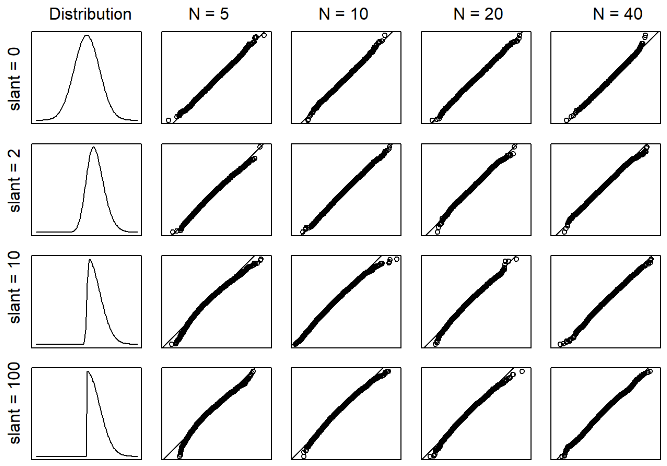 Distribution N = 5 N = 10 N = 20 N = 40
slant = 0
slant = 2
slant = 10
slant = 100